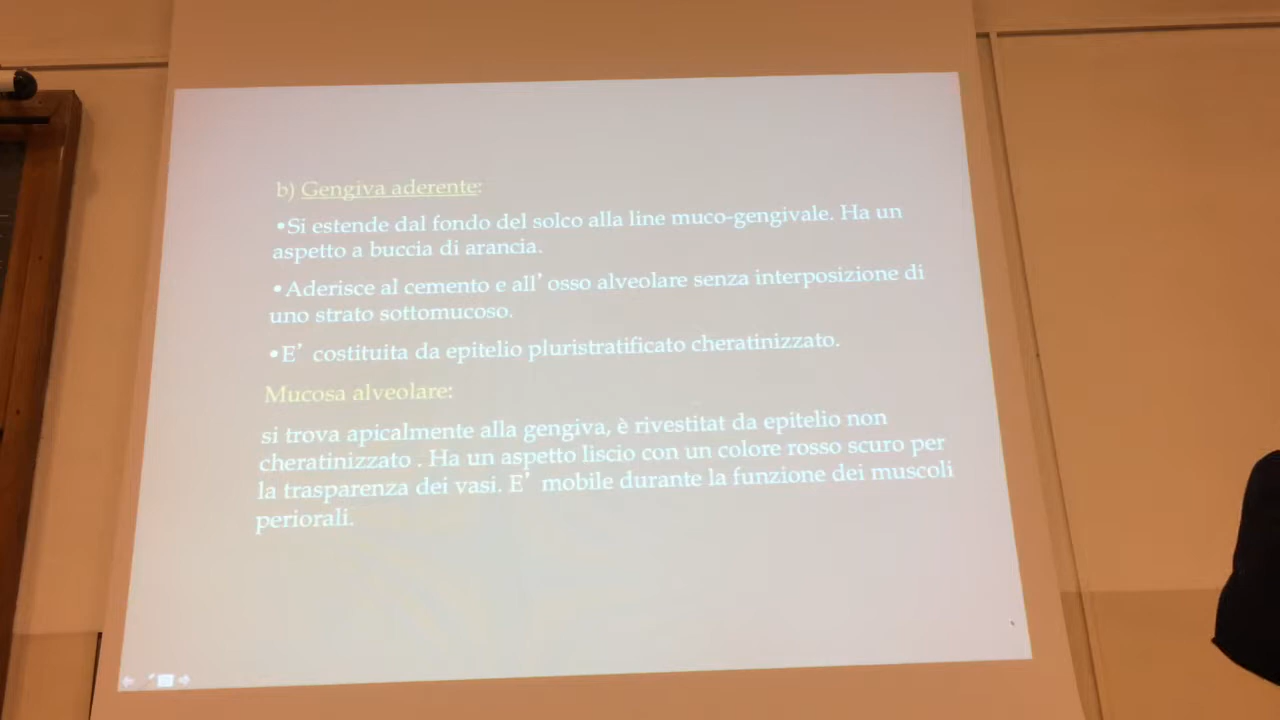 b) Gengiva aderente:
•Si estende dal fondo del solco alla line muco-gengivale. Ha un
aspetto a buccia di arancia.
•Aderisce al cemento e all' osso alveolare senza interposizione di
uno strato sottomucoso.
•E' costituita da epitelio pluristratificato cheratinizzato.
Mucosa alveolare:
si trova apicalmente alla gengiva, è rivestitat da epitelio non
cheratinizzato . Ha un aspetto liscio con un colore rosso scuro per
la trasparenza dei vasi. E' mobile durante la funzione dei muscoli
periorali.